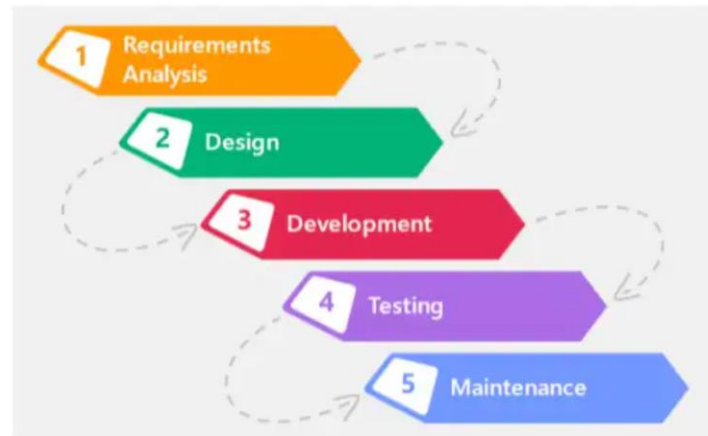 1
Requirements
Analysis
2
Design
3
Development
4
Testing
5
Maintenance